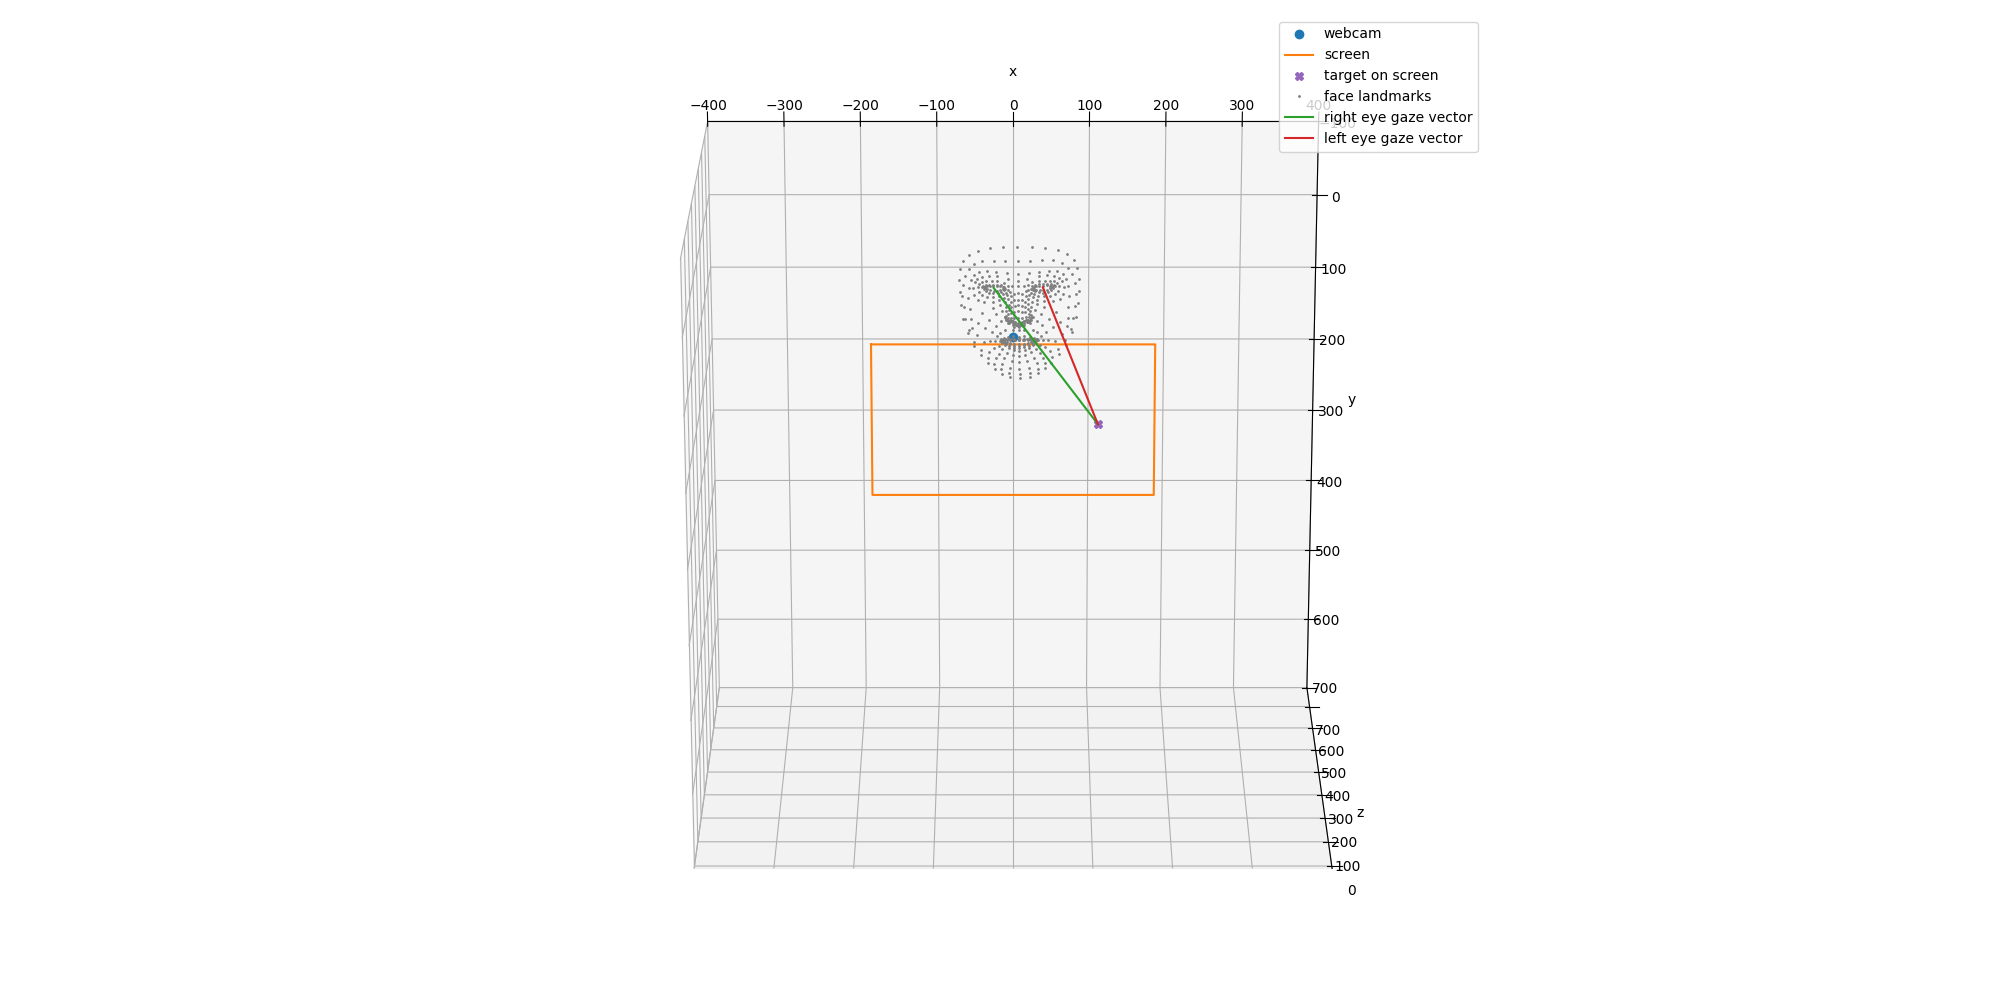 webcam
screen
target on screen
face landmarks
right eye gaze vector
left eye gaze vector
x
−400 −300 −200 −100 0 100 200 300 400
−100
0
100
200
300
y
400
500
600
700
700
600
500
400
300 z
200
100
0